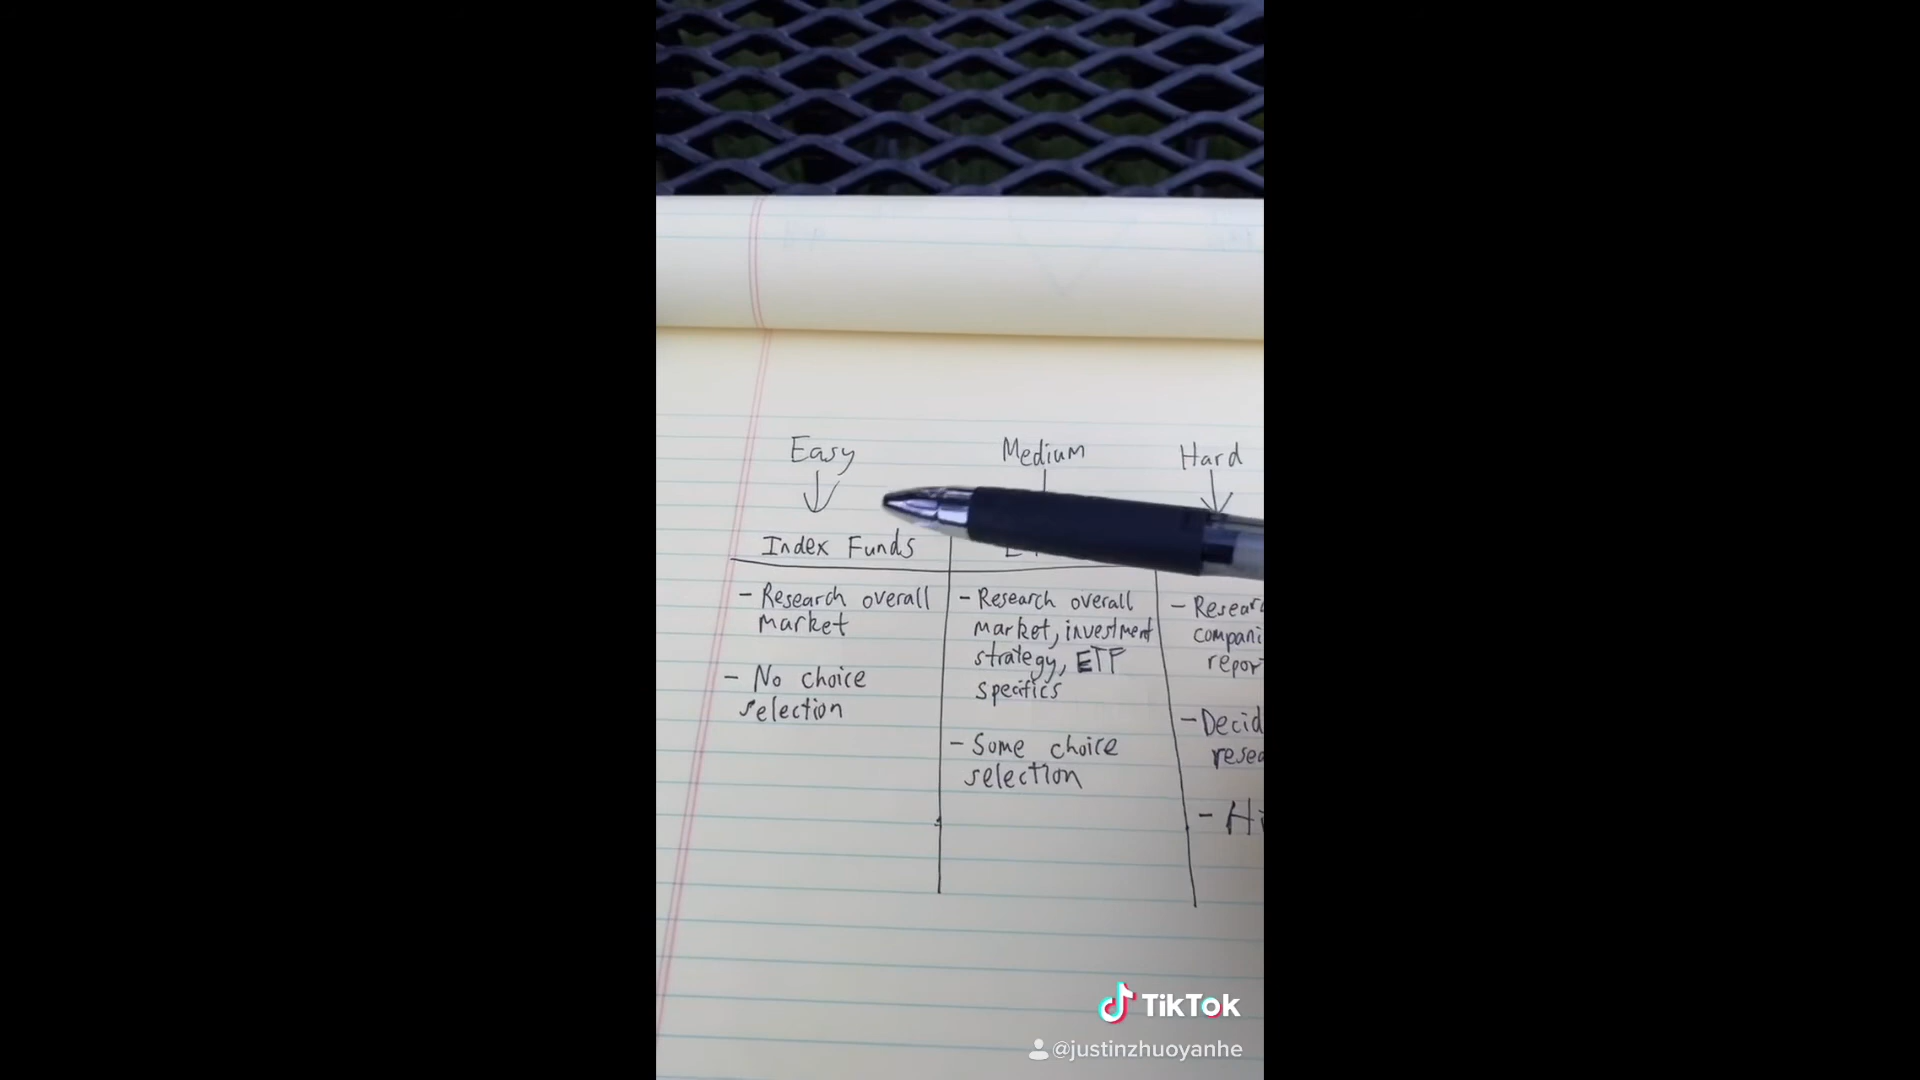 Easy
Medium
Hard
Index Funds
- Research overall
market
- No choice
selection
- Research overall
market, investment
strategy, ETF
specifics
- Some choice
selection
TikTok
@justinzhuoyanhe